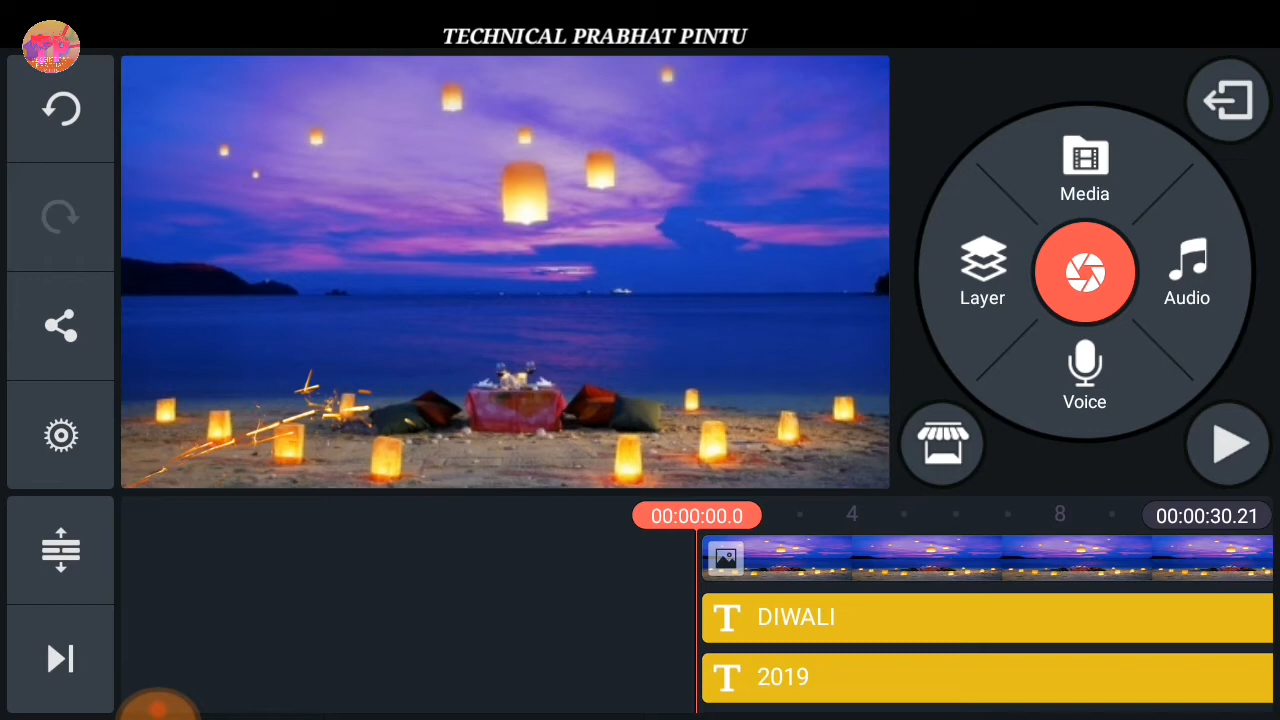 TECHNICAL PRABHAT PINTU
TP
Media
Layer
Audio
Voice
00:00:00.0
4
8
00:00:30.21
T DIWALI
T 2019